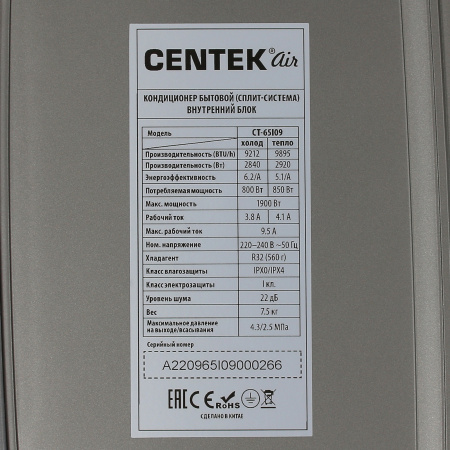 CENTEK® air
КОНДИЦИОНЕР БЫТОВОЙ (СПЛИТ-СИСТЕМА)
ВНУТРЕННИЙ БЛОК
Модель CT-65I09
холод тепло
Производительность (BTU/h) 9212 9895
Производительность (Вт) 2840 2920
Энергоэффективность 6.2/A 5.1/A
Потребляемая мощность 800 Вт 850 Вт
Макс. мощность 1900 Вт
Рабочий ток 3.8 А 4.1 А
Макс. рабочий ток 9.5 А
Ном. напряжение 220–240 В ~50 Гц
Хладагент R32 (560 г)
Класс влагозащиты IPX0/IPX4
Класс электрозащиты I кл.
Уровень шума 22 дБ
Вес 7.5 кг
Максимальное давление
на выходе/всасывания 4.3/2.5 МПа
Серийный номер
A220965I09000266
EAC CE RoHS
СДЕЛАНО В КИТАЕ